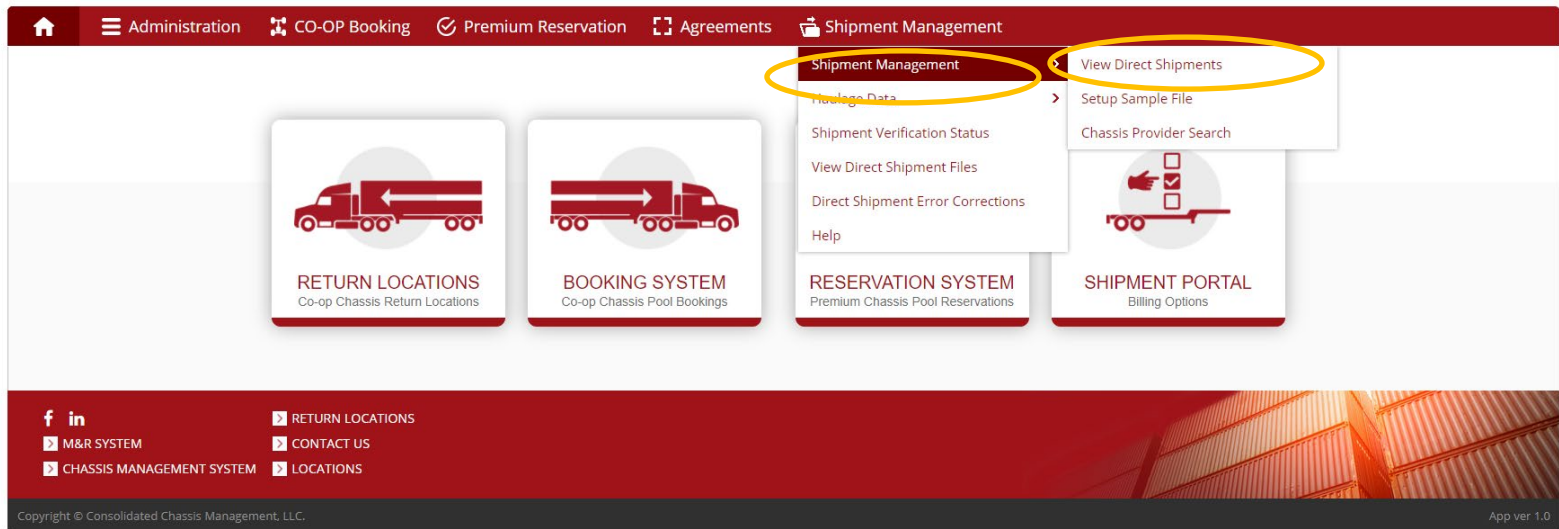 Administration CO-OP Booking Premium Reservation Agreements Shipment Management
Shipment Management
View Direct Shipments
Haulage Data
Setup Sample File
Shipment Verification Status
Chassis Provider Search
View Direct Shipment Files
Direct Shipment Error Corrections
Help
RETURN LOCATIONS
Co-op Chassis Return Locations
BOOKING SYSTEM
Co-op Chassis Pool Bookings
RESERVATION SYSTEM
Premium Chassis Pool Reservations
SHIPMENT PORTAL
Billing Options
f in
RETURN LOCATIONS
M&R SYSTEM
CONTACT US
CHASSIS MANAGEMENT SYSTEM
LOCATIONS
Copyright © Consolidated Chassis Management, LLC.
App ver 1.0